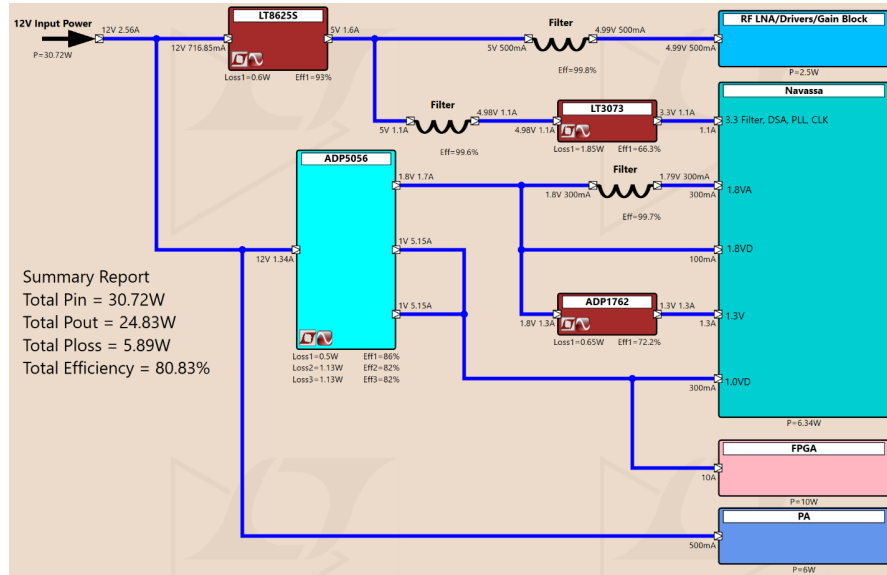 12V Input Power
P=30.72W
12V 2.56A
12V 716.85mA
LT8625S
Loss1=0.6W Eff1=93%
5V 1.6A
Filter
5V 500mA
4.99V 500mA
Eff=99.8%
RF LNA/Drivers/Gain Block
4.99V 500mA
P=2.5W
Filter
5V 1.1A
4.98V 1.1A
Eff=99.6%
LT3073
4.98V 1.1A
3.3V 1.1A
Loss1=1.85W Eff1=66.3%
Navassa
3.3 Filter, DSA, PLL, CLK
1.1A
ADP5056
12V 1.34A
1.8V 1.7A
1V 5.15A
1V 5.15A
Loss1=0.5W Eff1=86%
Loss2=1.13W Eff2=82%
Loss3=1.13W Eff3=82%
Filter
1.8V 300mA
1.79V 300mA
Eff=99.7%
1.8VA
300mA
1.8VD
100mA
ADP1762
1.8V 1.3A
1.3V 1.3A
Loss1=0.65W Eff1=72.2%
1.3V
1.3A
1.0VD
300mA
P=6.34W
Summary Report
Total Pin = 30.72W
Total Pout = 24.83W
Total Ploss = 5.89W
Total Efficiency = 80.83%
FPGA
10A
P=10W
PA
500mA
P=6W